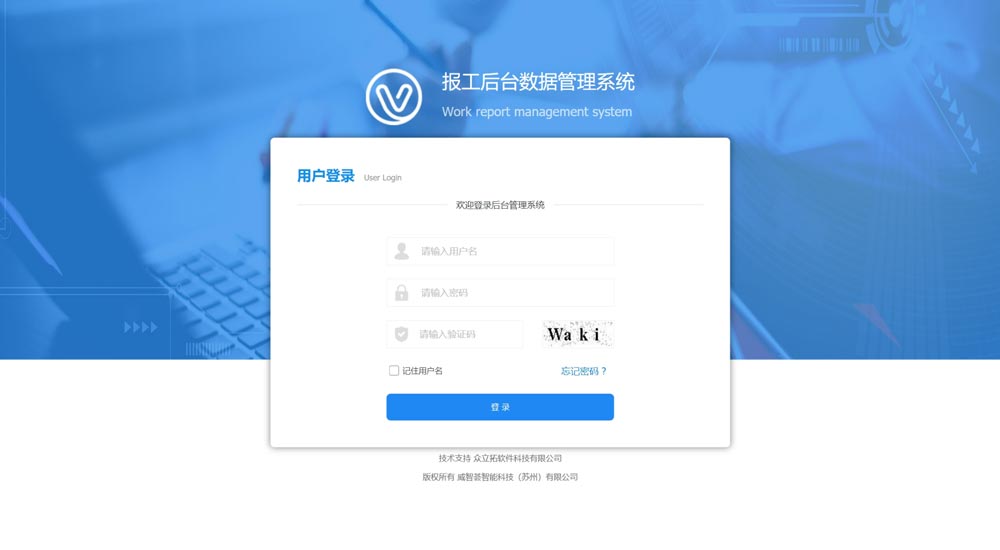 报工后台数据管理系统
Work report management system
用户登录 User Login
欢迎登录后台管理系统
请输入用户名
请输入密码
请输入验证码 Wa k i
记住用户名 忘记密码？
登 录
技术支持 众立拓软件科技有限公司
版权所有 威智荟智能科技（苏州）有限公司